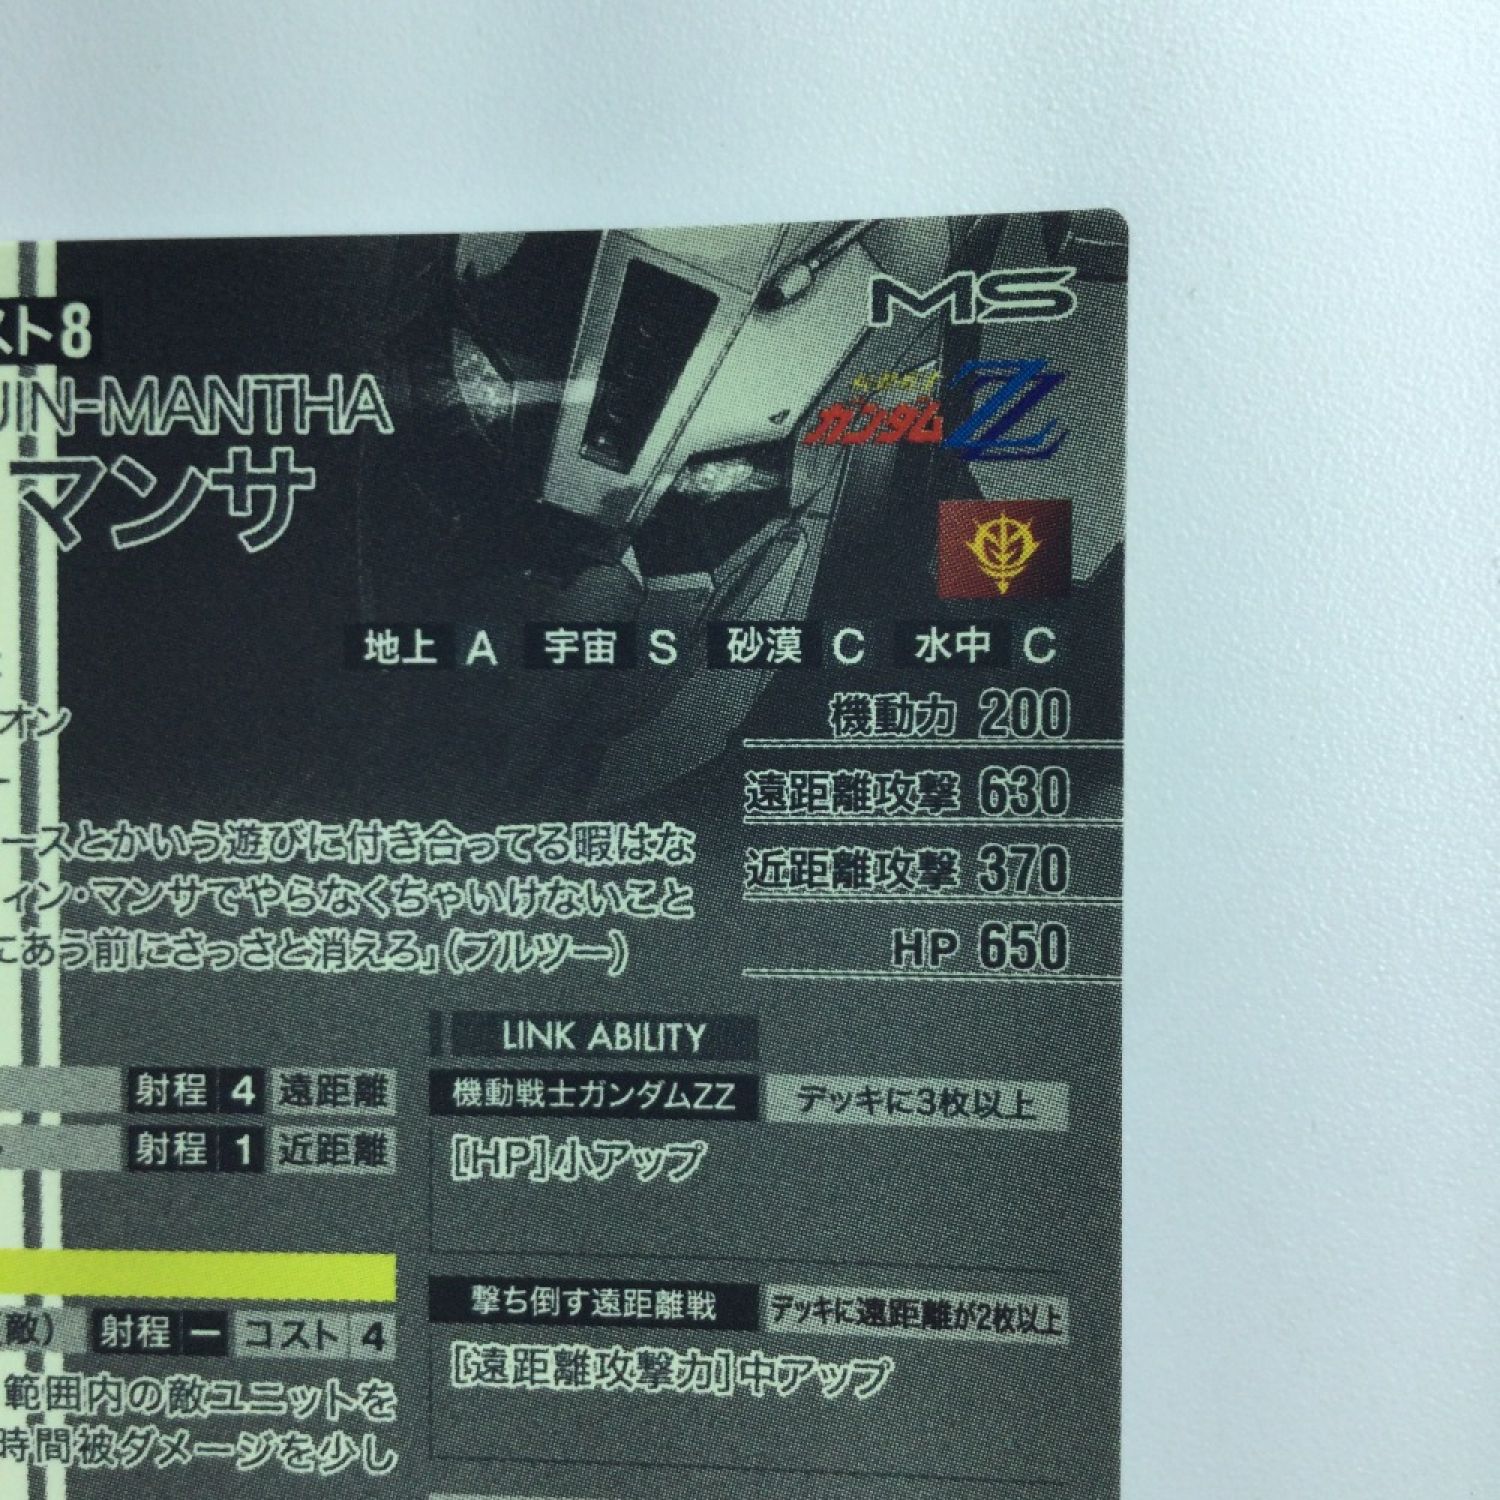 MS
スト8
UIN-MANTHA
ガンダムZZ
マンサ
地上 A 宇宙 S 砂漠 C 水中 C
機動力 200
オン
遠距離攻撃 630
ースとかいう遊びに付き合ってる暇はな
近距離攻撃 370
ィン・マンサでやらなくちゃいけないこと
にあう前にさっさと消えろ」(プルツー)
HP 650
LINK ABILITY
射程 4 遠距離
機動戦士ガンダムZZ デッキに3枚以上
射程 1 近距離
[HP]小アップ
撃ち倒す遠距離戦 デッキに遠距離が2枚以上
敵) 射程 ー コスト 4
[遠距離攻撃力]中アップ
範囲内の敵ユニットを
時間被ダメージを少し